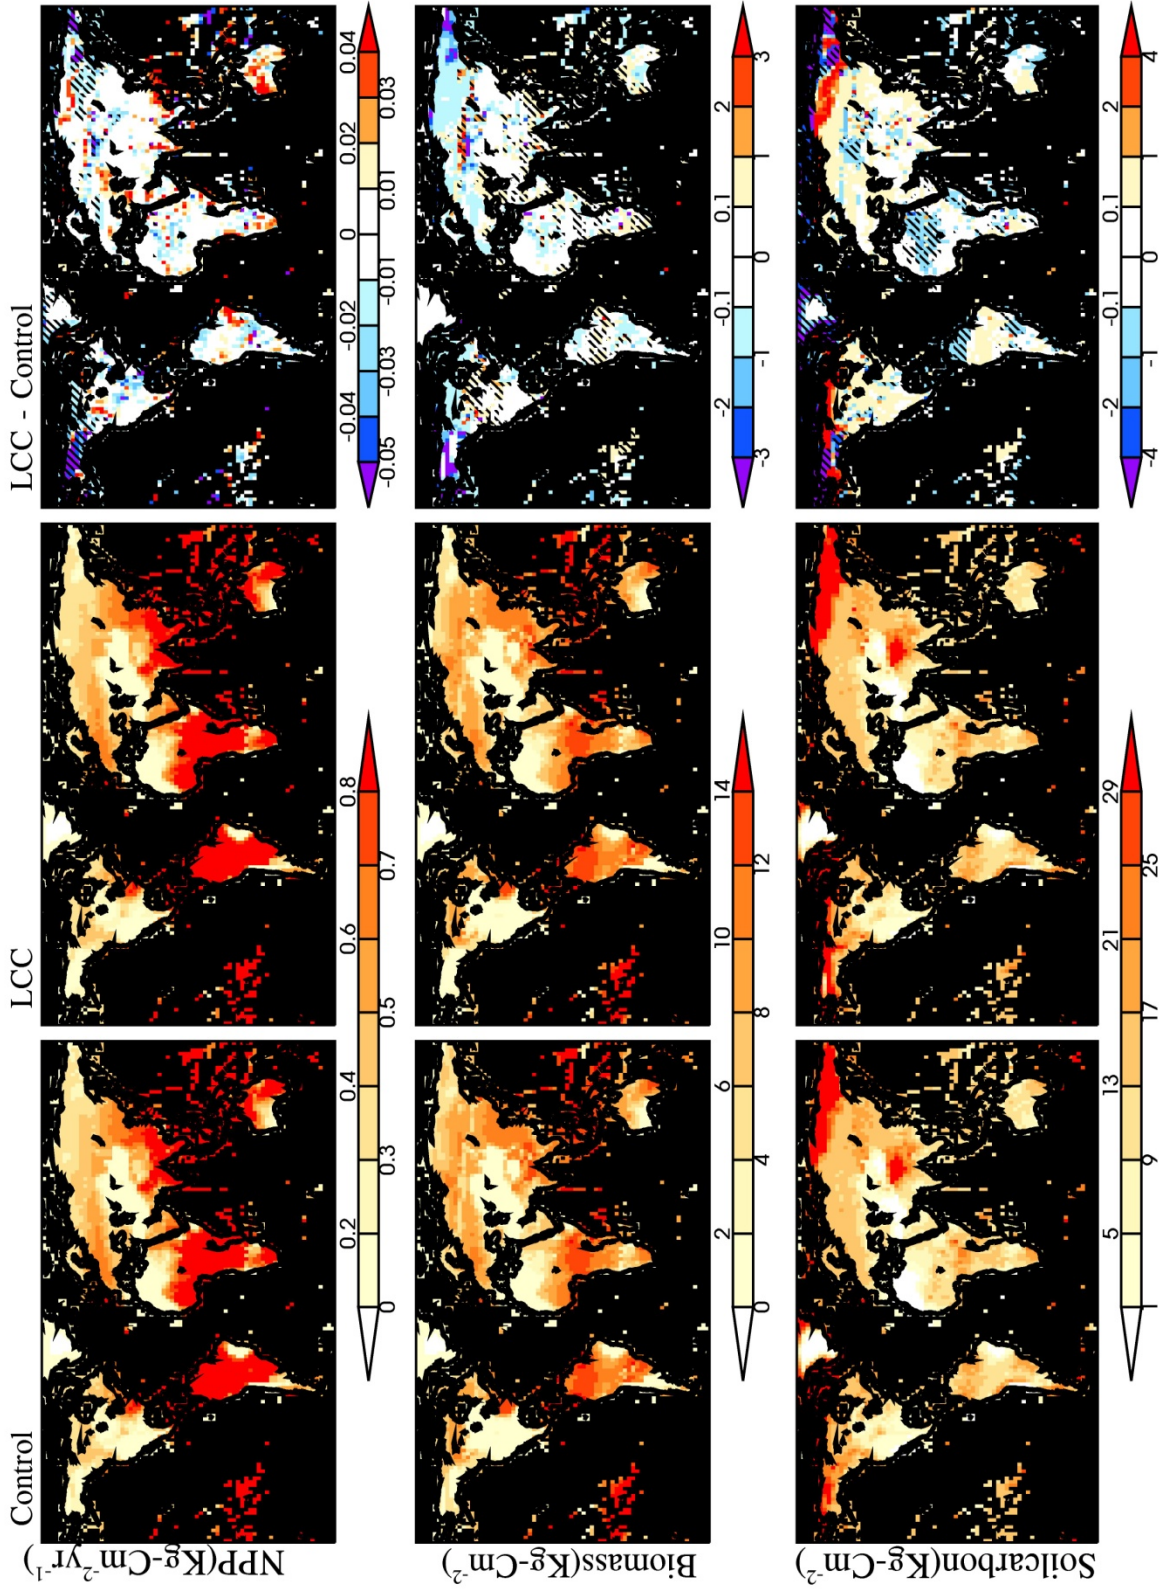 Control
LCC
LCC - Control
NPP(Kg-Cm-2yr-1)
0 0.2 0.3 0.4 0.5 0.6 0.7 0.8
-0.05 -0.04 -0.03 -0.02 -0.01 0 0.01 0.02 0.03 0.04
Biomass(Kg-Cm-2)
0 2 4 6 8 10 12 14
-3 -2 -1 -0.1 0 0.1 1 2 3
Soilcarbon(Kg-Cm-2)
1 5 9 13 17 21 25 29
-4 -2 -1 -0.1 0 0.1 1 2 4